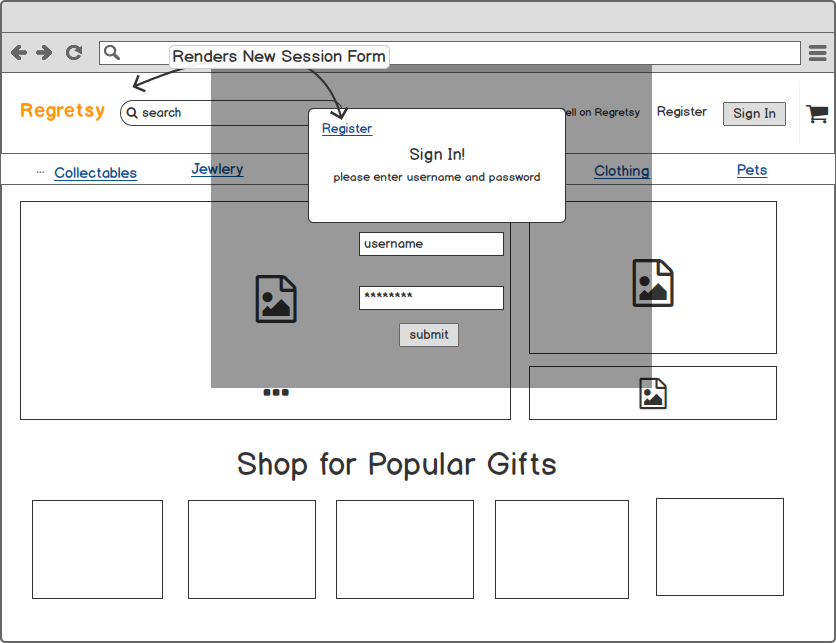 Renders New Session Form
Regretsy
search
ell on Regretsy
Register
Sign In
Register
Sign In!
please enter username and password
... Collectables
Jewlery
Clothing
Pets
username
********
submit
Shop for Popular Gifts